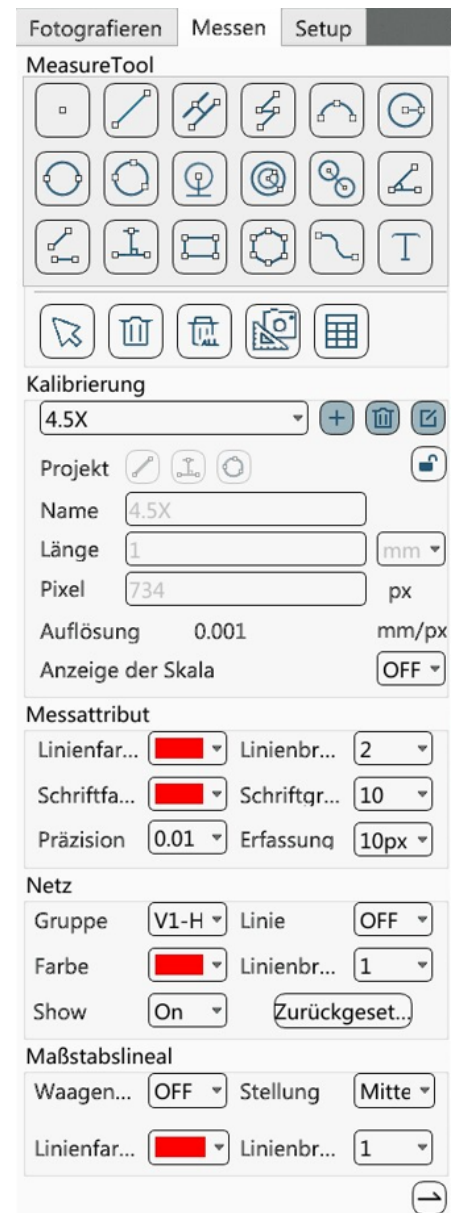 Fotografieren Messen Setup
MeasureTool
T
ALL
Kalibrierung
4.5X
Projekt
Name 4.5X
Länge 1 mm
Pixel 734 px
Auflösung 0.001 mm/px
Anzeige der Skala OFF
Messattribut
Linienfar... Linienbr... 2
Schriftfa... Schriftgr... 10
Präzision 0.01 Erfassung 10px
Netz
Gruppe V1-H Linie OFF
Farbe Linienbr... 1
Show On Zurückgeset...
Maßstabslineal
Waagen... OFF Stellung Mitte
Linienfar... Linienbr... 1